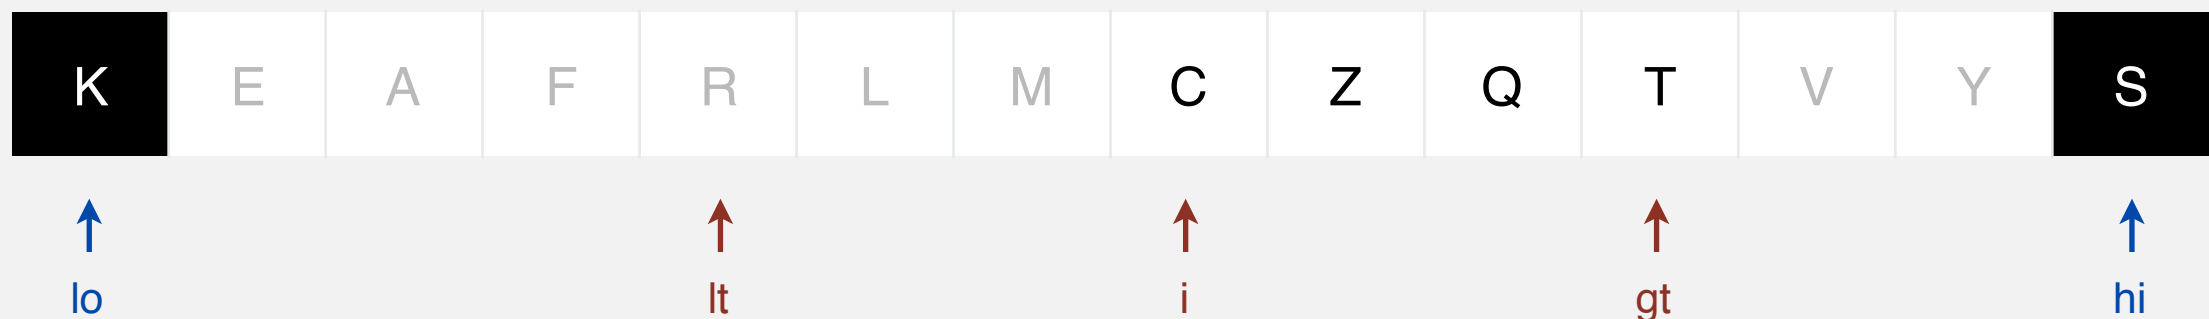 K E A F R L M C Z Q T V Y S
lo lt i gt hi